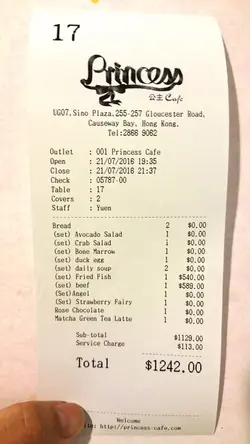 17
Princess
公主 Cafe
UG07,Sino Plaza,255-257 Gloucester Road,
Causeway Bay, Hong Kong.
Tel:2866 9062
Outlet : 001 Princess Cafe
Open : 21/07/2016 19:35
Close : 21/07/2016 21:37
Check : 05787-00
Table : 17
Covers : 2
Staff : Yuen
Bread 2 $0.00
(set) Avocado Salad 1 $0.00
(set) Crab Salad 1 $0.00
(set) Bone Marrow 1 $0.00
(set) duck egg 1 $0.00
(set) daily soup 2 $0.00
(set) Fried Fish 1 $540.00
(set) beef 1 $589.00
(Set)Angel 1 $0.00
(Set) Strawberry Fairy 1 $0.00
Rose Chocolate 1 $0.00
Matcha Green Tea Latte 1 $0.00
Sub-total $1129.00
Service Charge $113.00
Total $1242.00
Welcome
http://princess-cafe.com